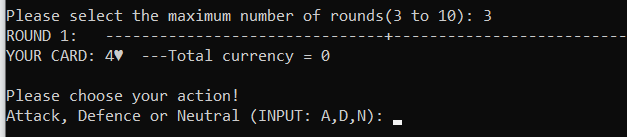 Please select the maximum number of rounds(3 to 10): 3
ROUND 1:   -------------------------------+--------------------------
YOUR CARD: 4♥  ---Total currency = 0
Please choose your action!
Attack, Defence or Neutral (INPUT: A,D,N):